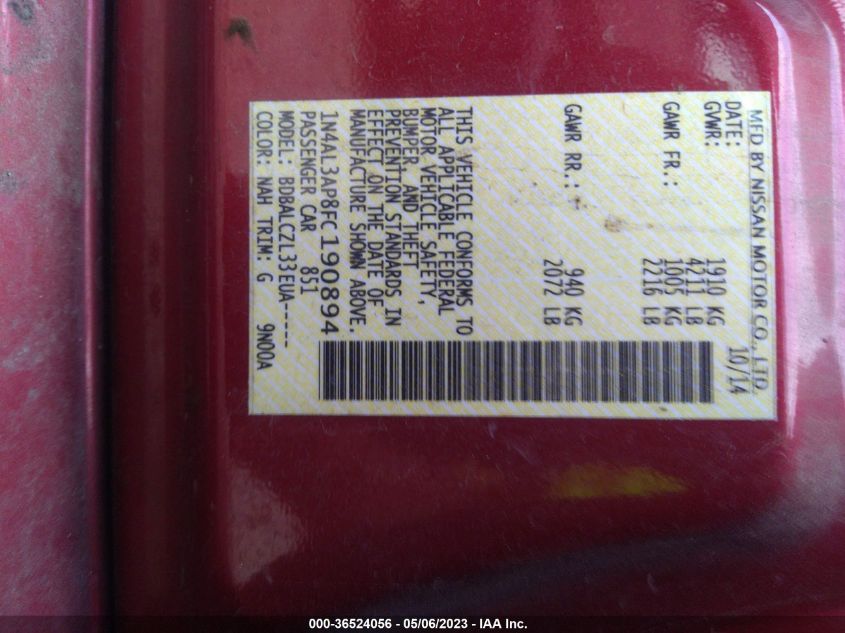 MFD BY NISSAN MOTOR CO., LTD.
DATE: 10/14
GVWR: 1910 KG
4211 LB
GAWR FR.: 1005 KG
2216 LB
GAWR RR.: 940 KG
2072 LB
THIS VEHICLE CONFORMS TO
ALL APPLICABLE FEDERAL
MOTOR VEHICLE SAFETY,
BUMPER, AND THEFT
PREVENTION STANDARDS IN
EFFECT ON THE DATE OF
MANUFACTURE SHOWN ABOVE.
1N4AL3AP8FC190894
PASSENGER CAR 851
MODEL: BDBALCZL33EUA-----
COLOR: NAH TRIM: G 9N00A
000-36524056 - 05/06/2023 - IAA Inc.